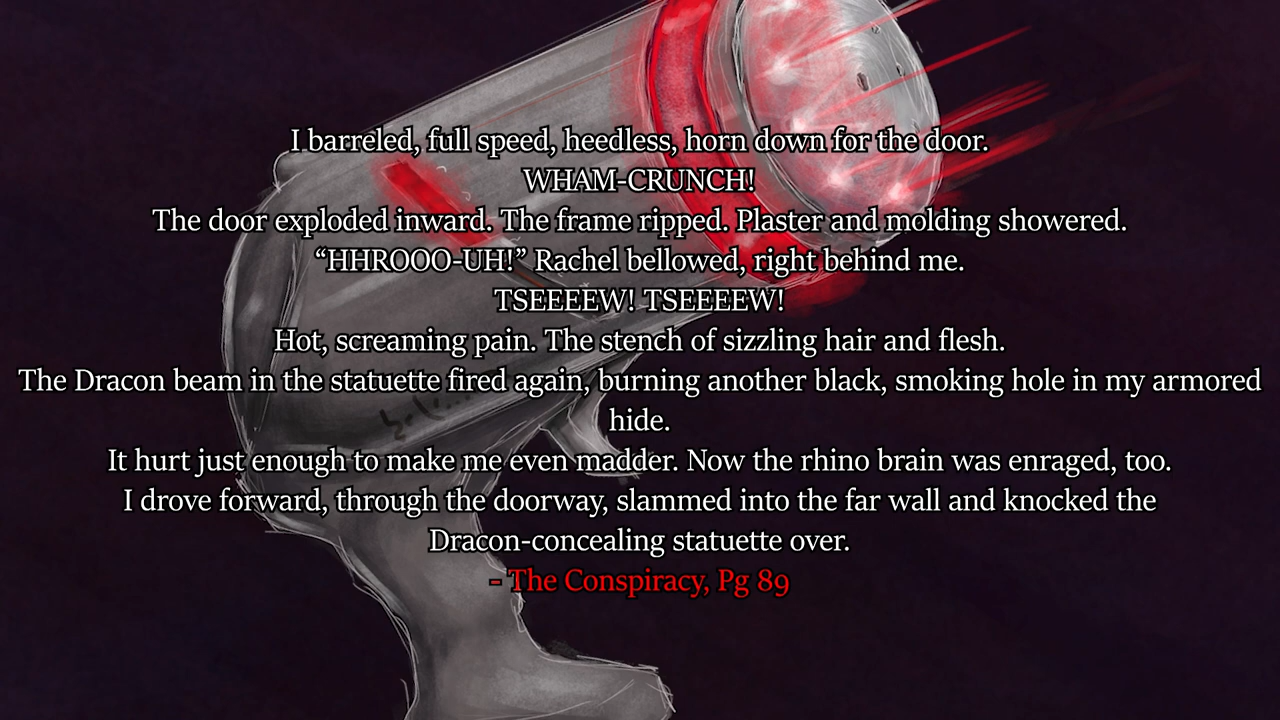 I barreled, full speed, heedless, horn down for the door.
WHAM-CRUNCH!
The door exploded inward. The frame ripped. Plaster and molding showered.
“HHROOO-UH!” Rachel bellowed, right behind me.
TSEEEEW! TSEEEEW!
Hot, screaming pain. The stench of sizzling hair and flesh.
The Dracon beam in the statuette fired again, burning another black, smoking hole in my armored
hide.
It hurt just enough to make me even madder. Now the rhino brain was enraged, too.
I drove forward, through the doorway, slammed into the far wall and knocked the
Dracon-concealing statuette over.
- The Conspiracy, Pg 89